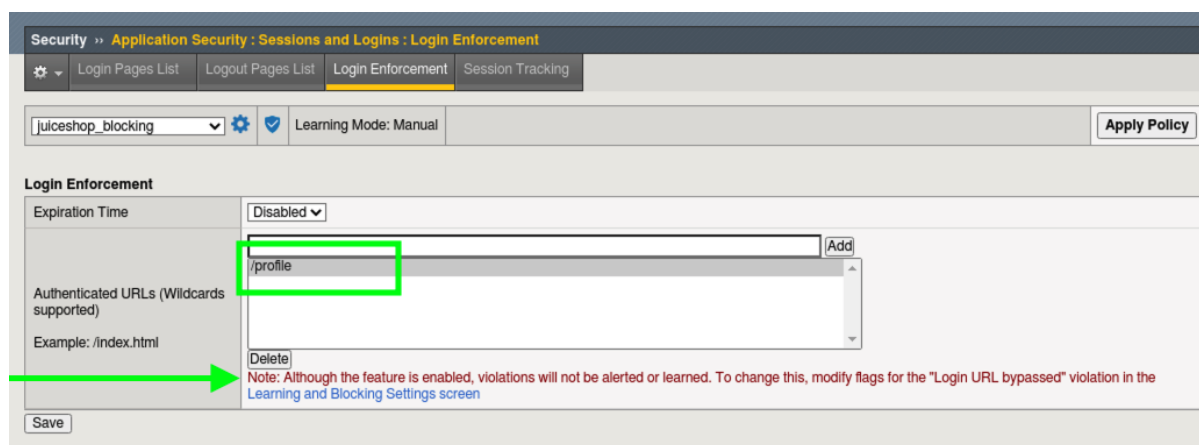 Security ›› Application Security : Sessions and Logins : Login Enforcement
Login Pages List Logout Pages List Login Enforcement Session Tracking
juiceshop_blocking Learning Mode: Manual Apply Policy
Login Enforcement
Expiration Time Disabled
Add
/profile
Authenticated URLs (Wildcards
supported)
Example: /index.html
Delete
Note: Although the feature is enabled, violations will not be alerted or learned. To change this, modify flags for the "Login URL bypassed" violation in the
Learning and Blocking Settings screen
Save